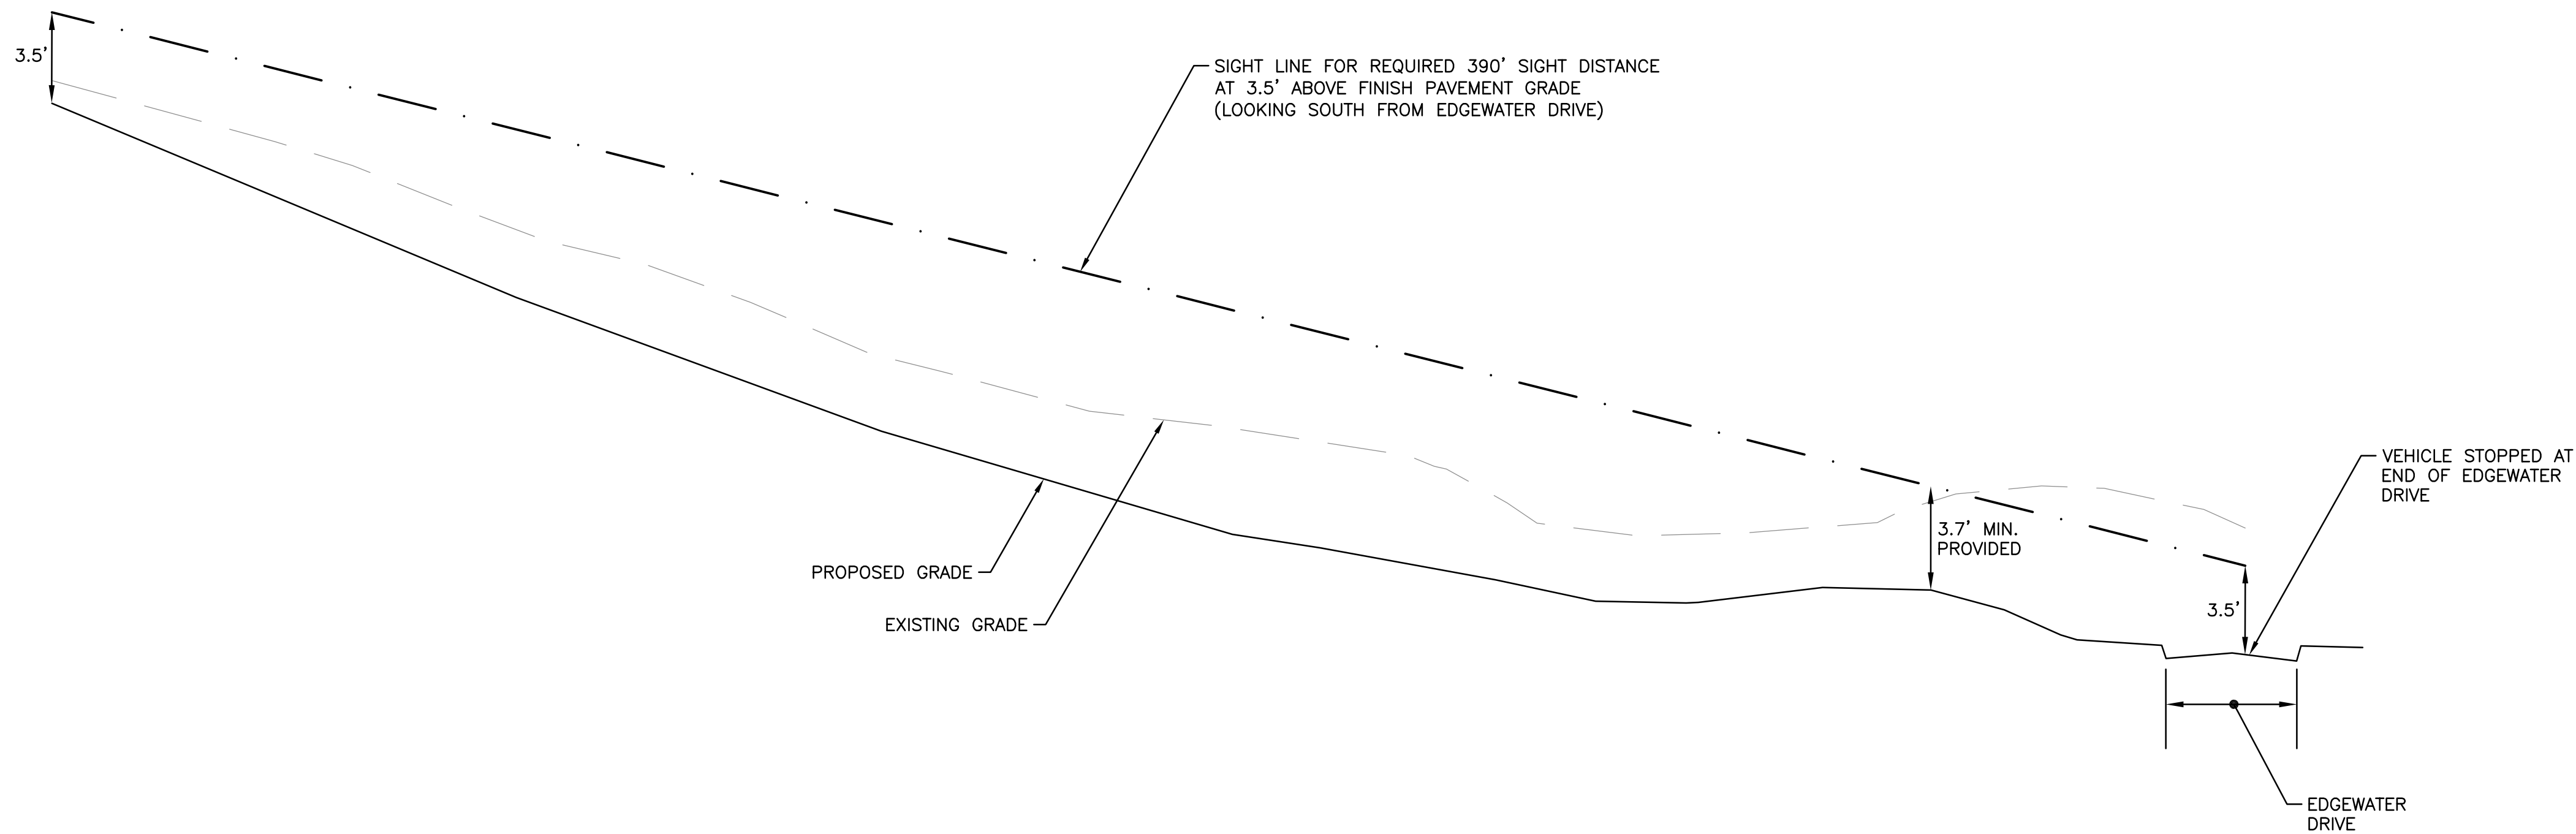 3.5'
SIGHT LINE FOR REQUIRED 390' SIGHT DISTANCE
AT 3.5' ABOVE FINISH PAVEMENT GRADE
(LOOKING SOUTH FROM EDGEWATER DRIVE)
VEHICLE STOPPED AT
END OF EDGEWATER
DRIVE
3.7' MIN.
PROVIDED
PROPOSED GRADE
EXISTING GRADE
3.5'
EDGEWATER
DRIVE